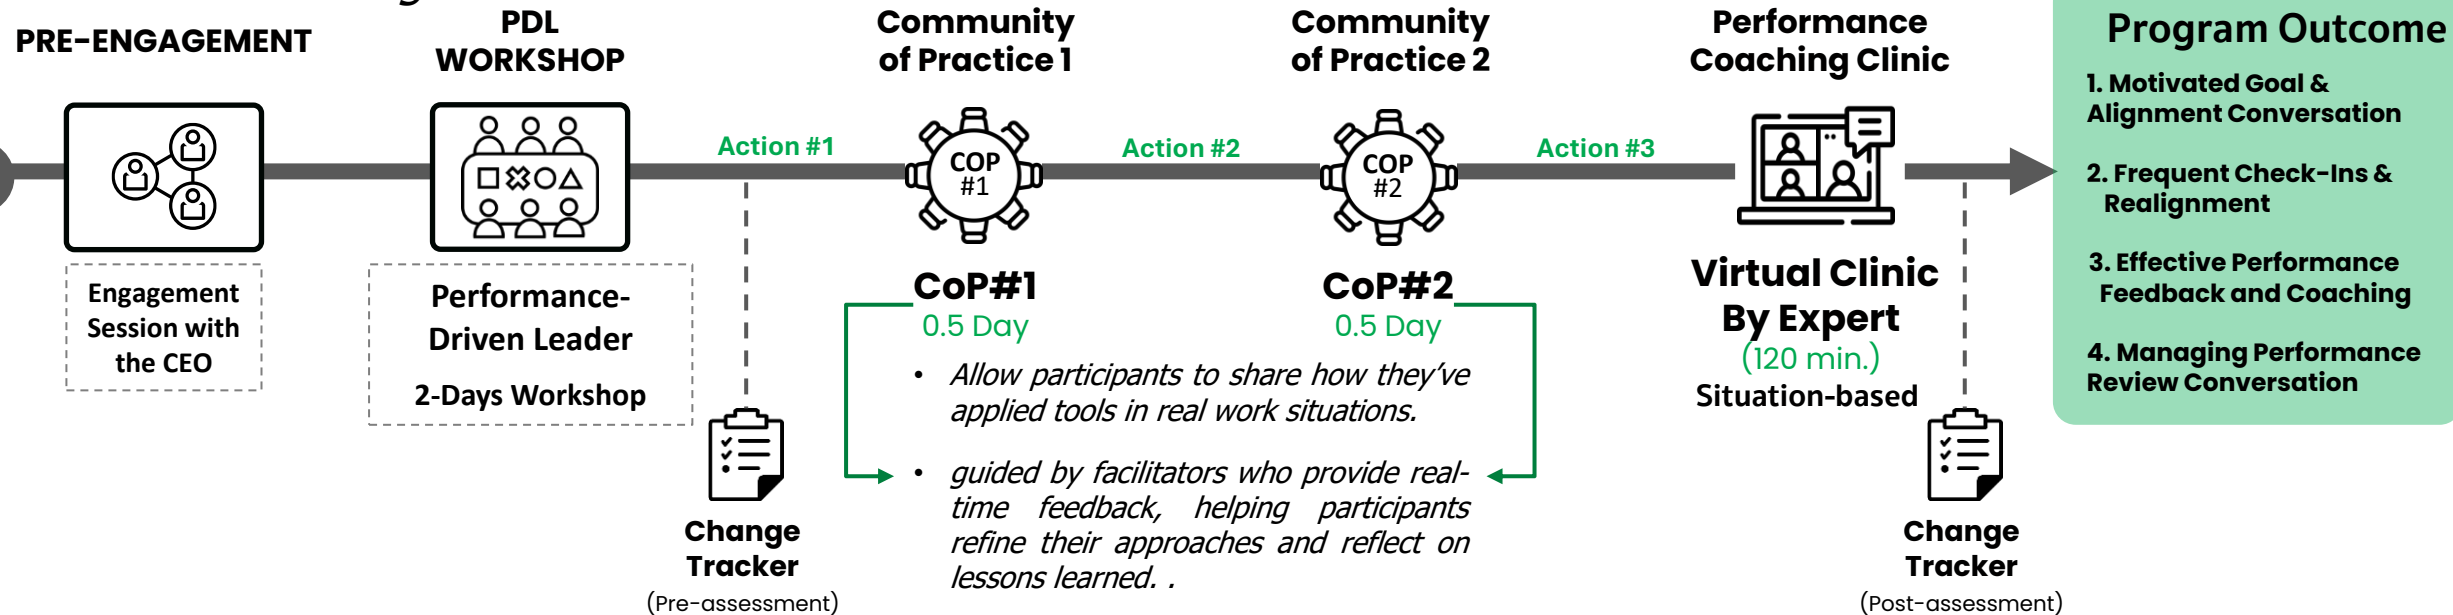 PRE-ENGAGEMENT
Engagement
Session with
the CEO
PDL
WORKSHOP
Performance-
Driven Leader
2-Days Workshop
Action #1
Change
Tracker
(Pre-assessment)
Community
of Practice 1
COP
#1
CoP#1
0.5 Day
Action #2
Community
of Practice 2
COP
#2
CoP#2
0.5 Day
• Allow participants to share how they’ve
applied tools in real work situations.
• guided by facilitators who provide real-
time feedback, helping participants
refine their approaches and reflect on
lessons learned. .
Action #3
Performance
Coaching Clinic
Virtual Clinic
By Expert
(120 min.)
Situation-based
Change
Tracker
(Post-assessment)
Program Outcome
1. Motivated Goal &
Alignment Conversation
2. Frequent Check-Ins &
Realignment
3. Effective Performance
Feedback and Coaching
4. Managing Performance
Review Conversation